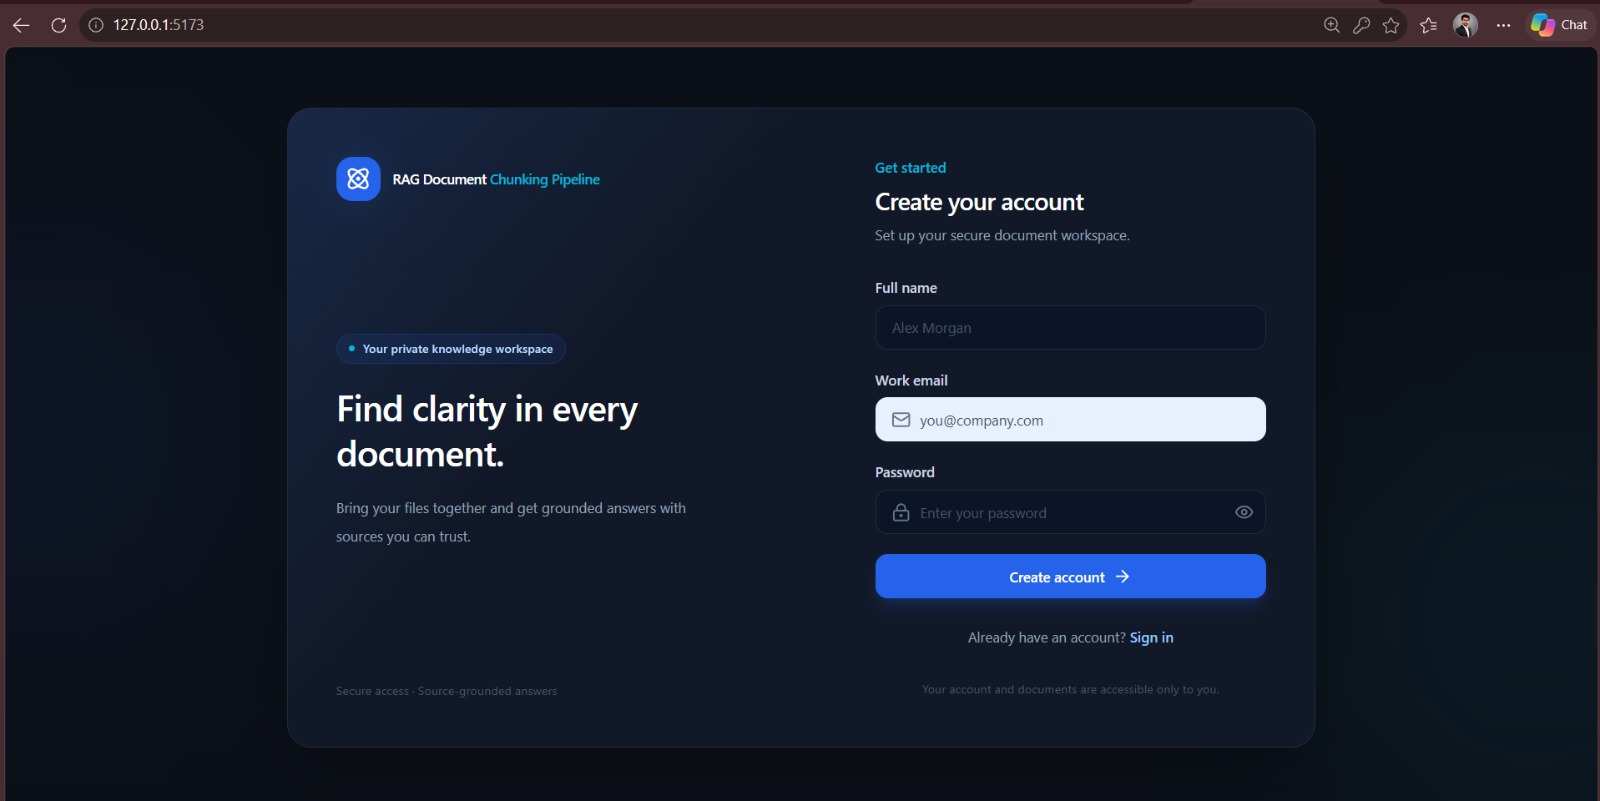 127.0.0.1:5173
Chat
RAG Document Chunking Pipeline
Your private knowledge workspace
Find clarity in every
document.
Bring your files together and get grounded answers with
sources you can trust.
Secure access · Source-grounded answers
Get started
Create your account
Set up your secure document workspace.
Full name
Alex Morgan
Work email
you@company.com
Password
Enter your password
Create account
Already have an account? Sign in
Your account and documents are accessible only to you.